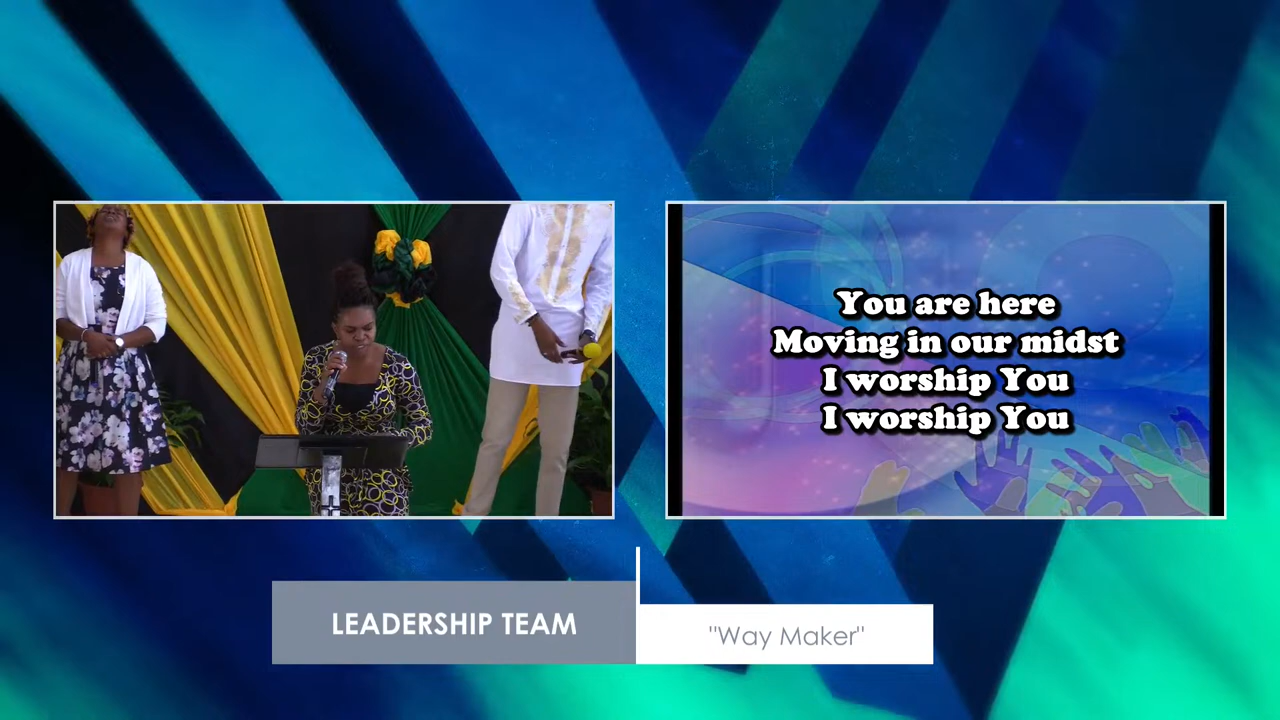 You are here
Moving in our midst
I worship You
I worship You
LEADERSHIP TEAM
"Way Maker"